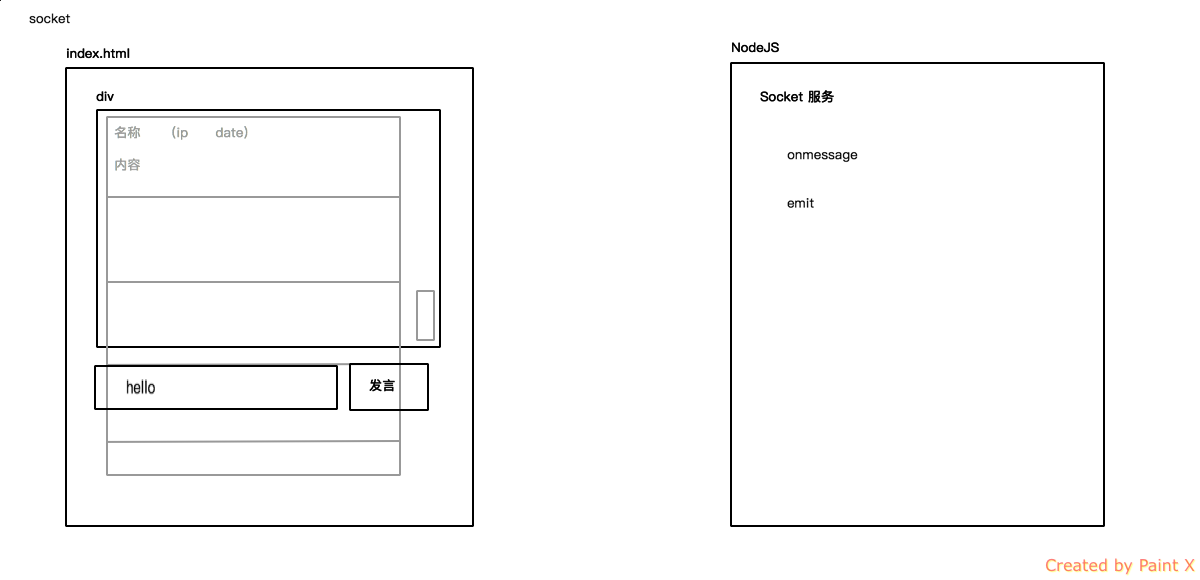 socket
index.html
div
名称 （ip date）
内容
hello
发言
NodeJS
Socket 服务
onmessage
emit
Created by Paint X